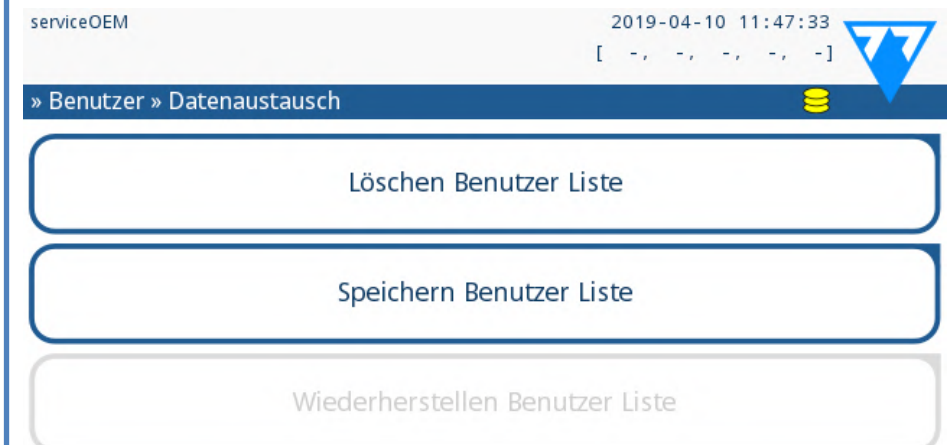 serviceOEM
2019-04-10 11:47:33
[ -, -, -, -, -]
» Benutzer » Datenaustausch
Löschen Benutzer Liste
Speichern Benutzer Liste
Wiederherstellen Benutzer Liste